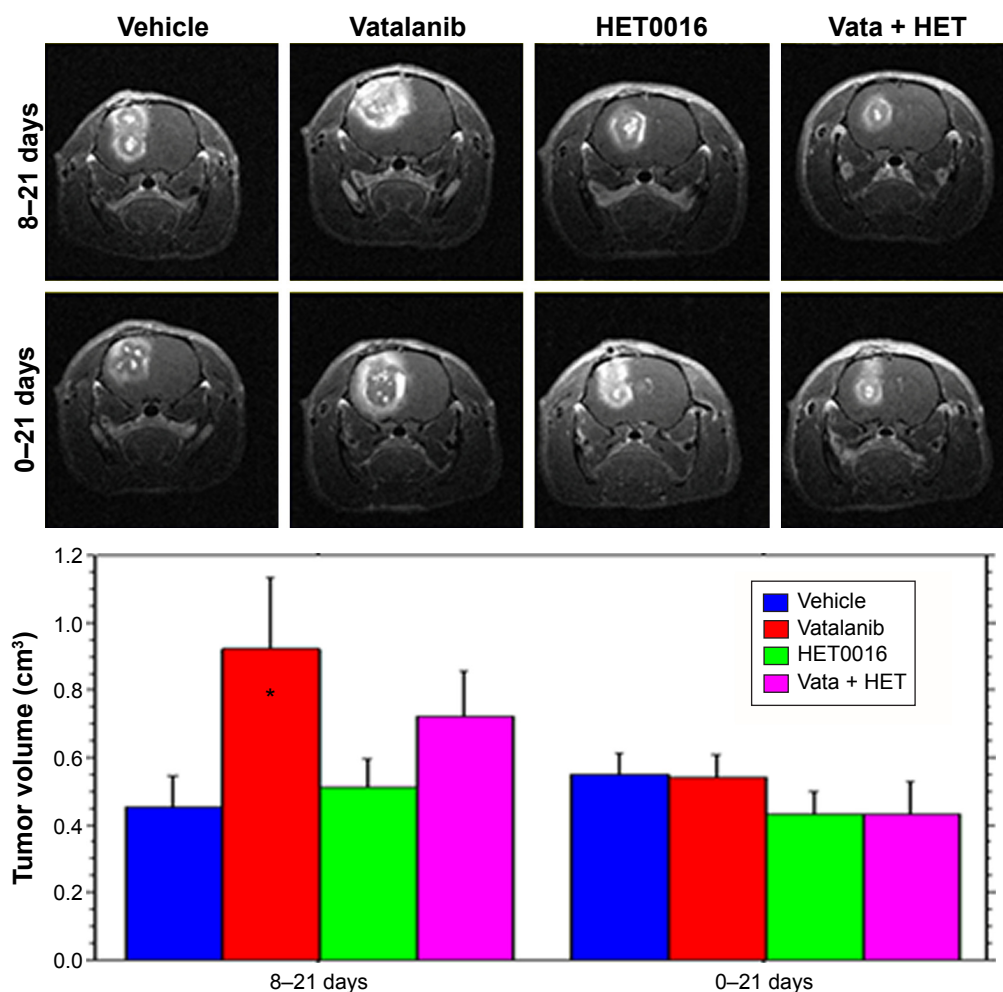 Vehicle Vatalanib HET0016 Vata + HET
8–21 days
0–21 days
1.2
1.0
0.8
0.6
0.4
0.2
0.0
Tumor volume (cm³)
*
Vehicle
Vatalanib
HET0016
Vata + HET
8–21 days 0–21 days